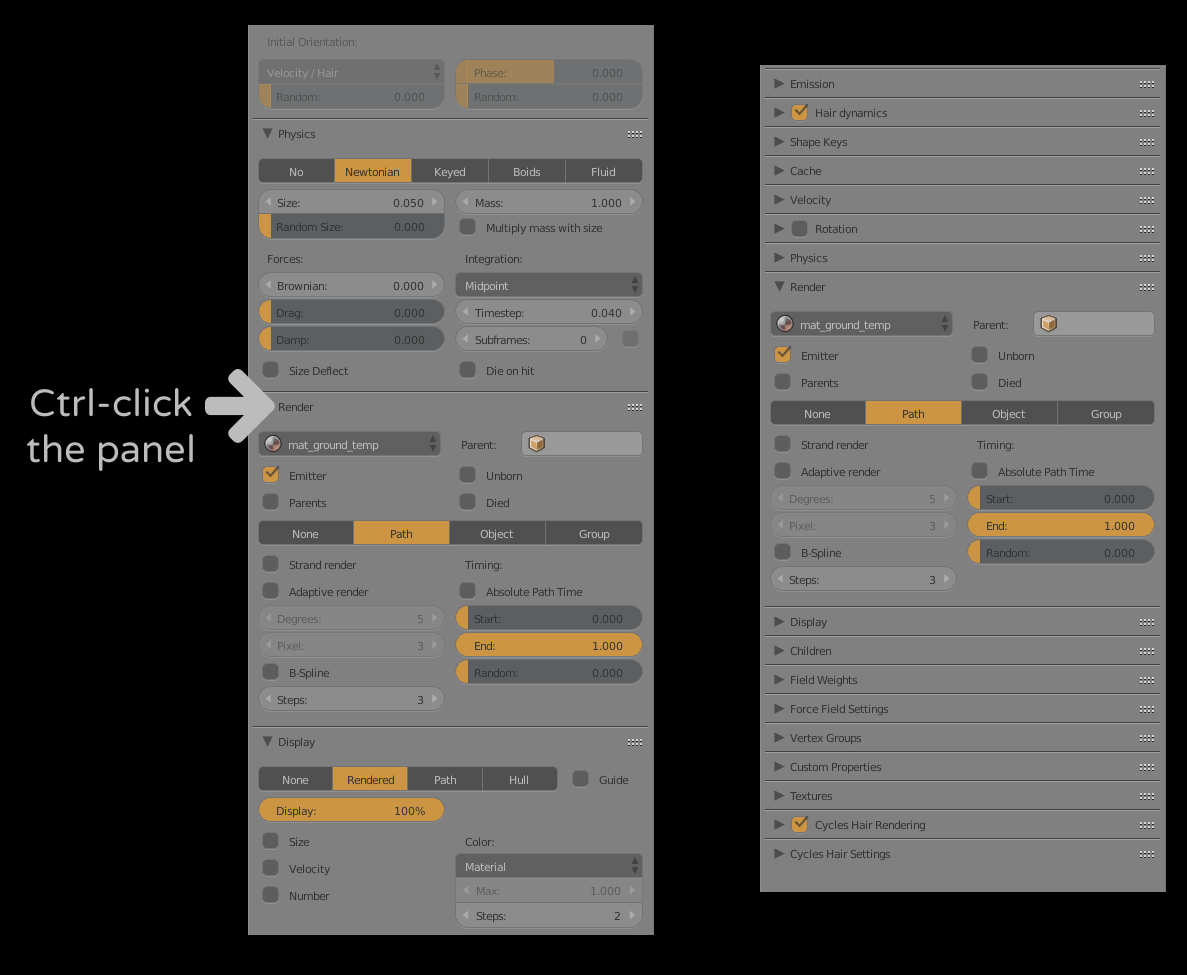 Ctrl-click
the panel
Initial Orientation:
Velocity / Hair Phase: 0.000
Random: 0.000 Random: 0.000
Physics
No Newtonian Keyed Boids Fluid
Size: 0.050 Mass: 1.000
Random Size: 0.000 Multiply mass with size
Forces: Integration:
Brownian: 0.000 Midpoint
Drag: 0.000 Timestep: 0.040
Damp: 0.000 Subframes: 0
Size Deflect Die on hit
Render
mat_ground_temp Parent:
Emitter Unborn
Parents Died
None Path Object Group
Strand render Timing:
Adaptive render Absolute Path Time
Degrees: 5 Start: 0.000
Pixel: 3 End: 1.000
B-Spline Random: 0.000
Steps: 3
Display
None Rendered Path Hull Guide
Display: 100%
Size Color:
Velocity Material
Number Max: 1.000
Steps: 2
Emission
Hair dynamics
Shape Keys
Cache
Velocity
Rotation
Physics
Render
mat_ground_temp Parent:
Emitter Unborn
Parents Died
None Path Object Group
Strand render Timing:
Adaptive render Absolute Path Time
Degrees: 5 Start: 0.000
Pixel: 3 End: 1.000
B-Spline Random: 0.000
Steps: 3
Display
Children
Field Weights
Force Field Settings
Vertex Groups
Custom Properties
Textures
Cycles Hair Rendering
Cycles Hair Settings